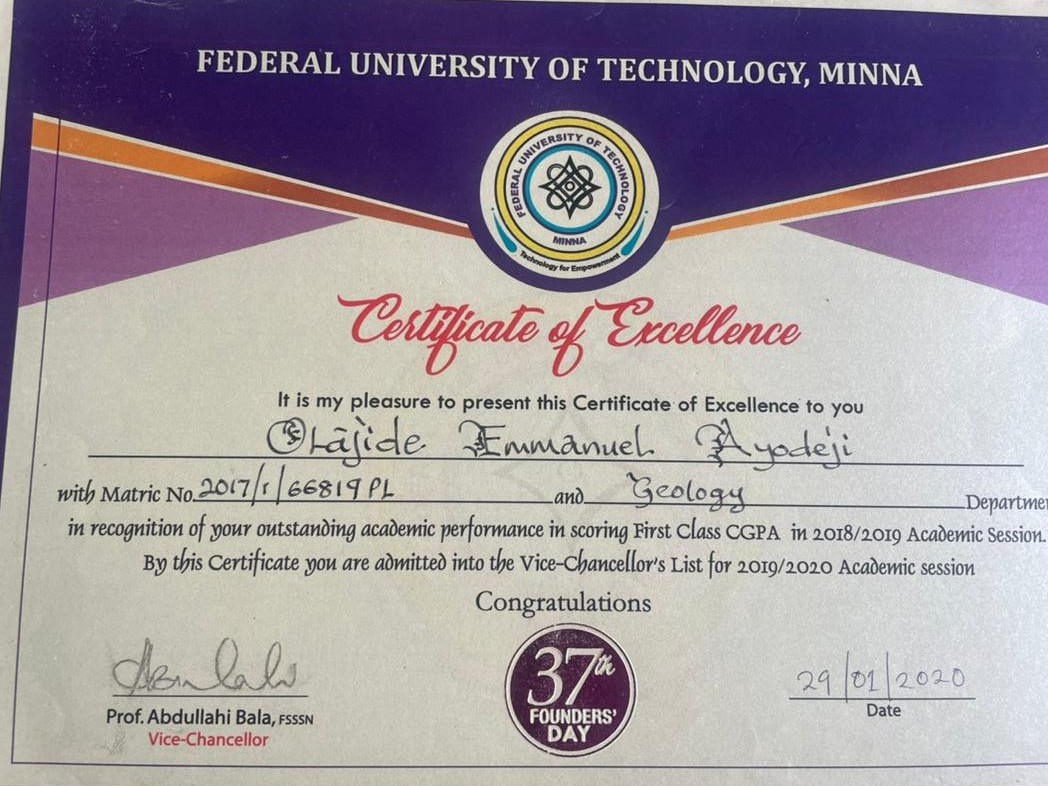 FEDERAL UNIVERSITY OF TECHNOLOGY, MINNA
FEDERAL UNIVERSITY OF TECHNOLOGY
MINNA
Technology for Empowerment
Certificate of Excellence
It is my pleasure to present this Certificate of Excellence to you
Olajide Emmanuel Ayodeji
with Matric No. 2017/1/66819PL and Geology Departme
in recognition of your outstanding academic performance in scoring First Class CGPA in 2018/2019 Academic Session.
By this Certificate you are admitted into the Vice-Chancellor's List for 2019/2020 Academic session
Congratulations
37th
FOUNDERS'
DAY
29/01/2020
Prof. Abdullahi Bala, FSSSN
Date
Vice-Chancellor